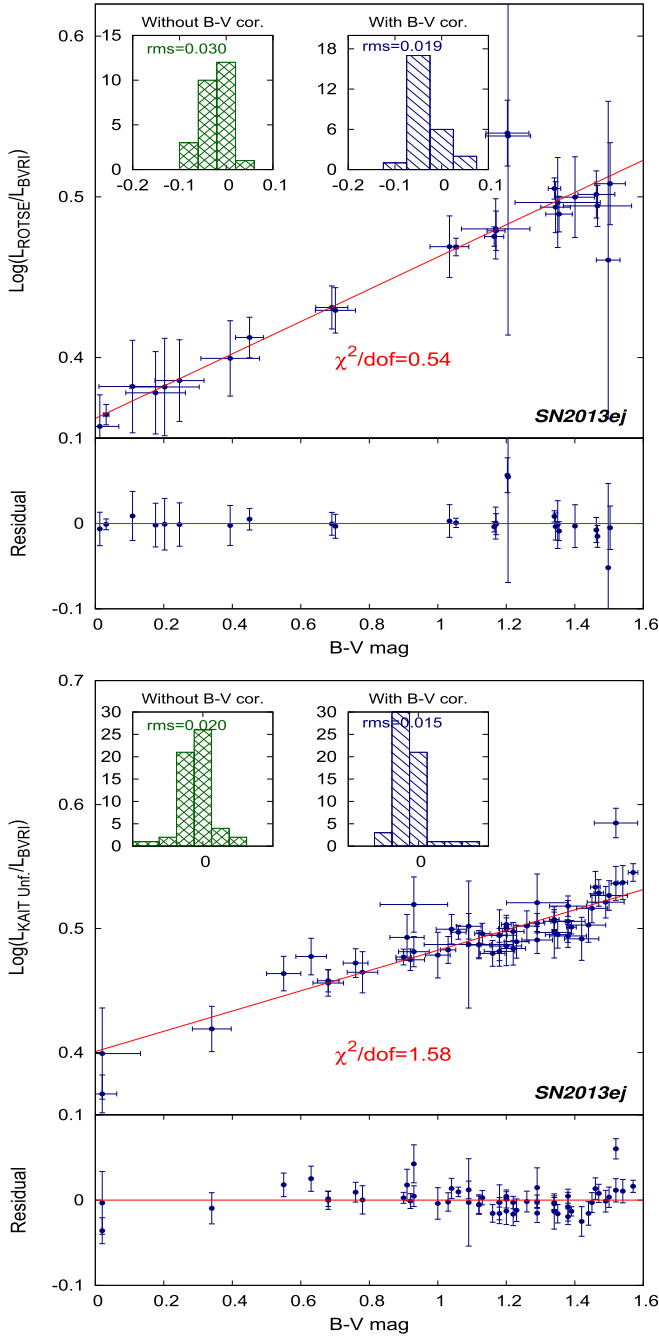 Without B-V cor.
With B-V cor.
rms=0.030
rms=0.019
15
10
5
0
-0.2 -0.1 0 0.1
18
12
6
0
-0.2 -0.1 0 0.1
0.6
0.5
0.4
0.1
Log(L_ROTSE/L_BVRI)
χ²/dof=0.54
SN2013ej
0
-0.1
Residual
0 0.2 0.4 0.6 0.8 1 1.2 1.4 1.6
B-V mag
0.7
Without B-V cor.
With B-V cor.
rms=0.020
rms=0.015
30
25
20
15
10
5
0
0
30
25
20
15
10
5
0
0
0.6
0.5
0.4
0.1
Log(L_KAIT Unf./L_BVRI)
χ²/dof=1.58
SN2013ej
0
-0.1
Residual
0 0.2 0.4 0.6 0.8 1 1.2 1.4 1.6
B-V mag